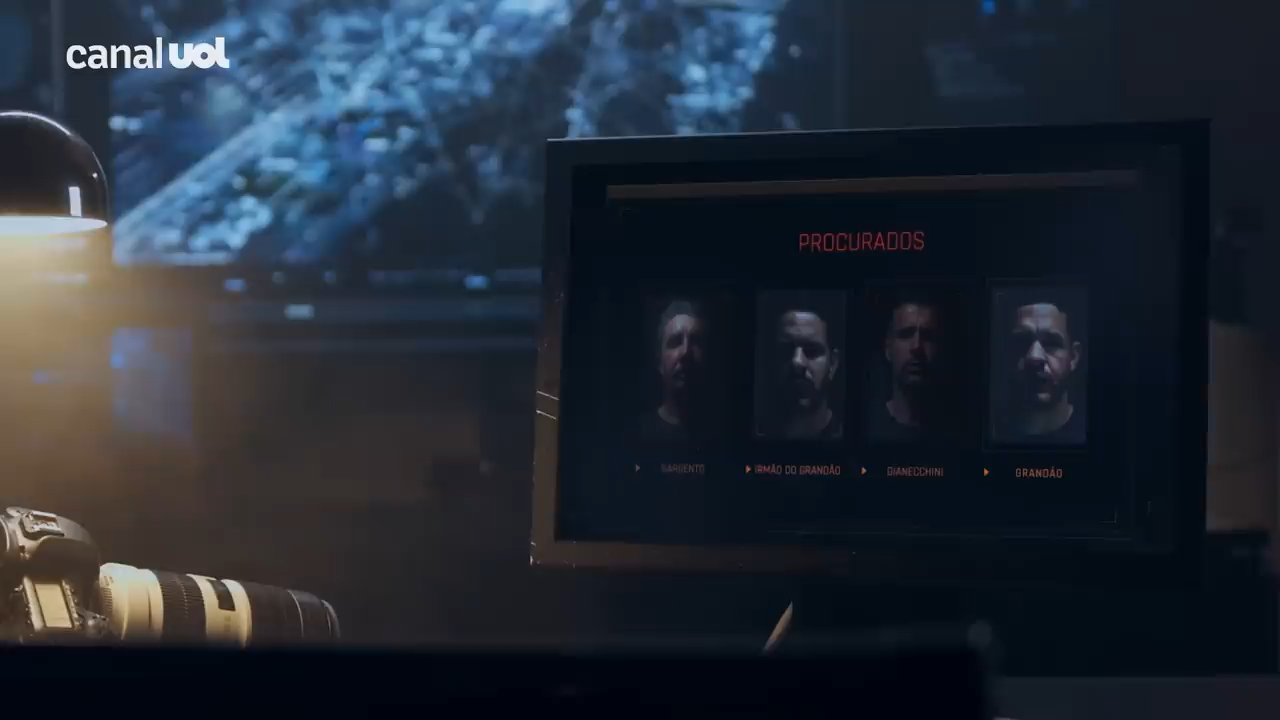 canal uol
PROCURADOS
SARGENTO
IRMÃO DO GRANDÃO
GIANECCHINI
GRANDÃO